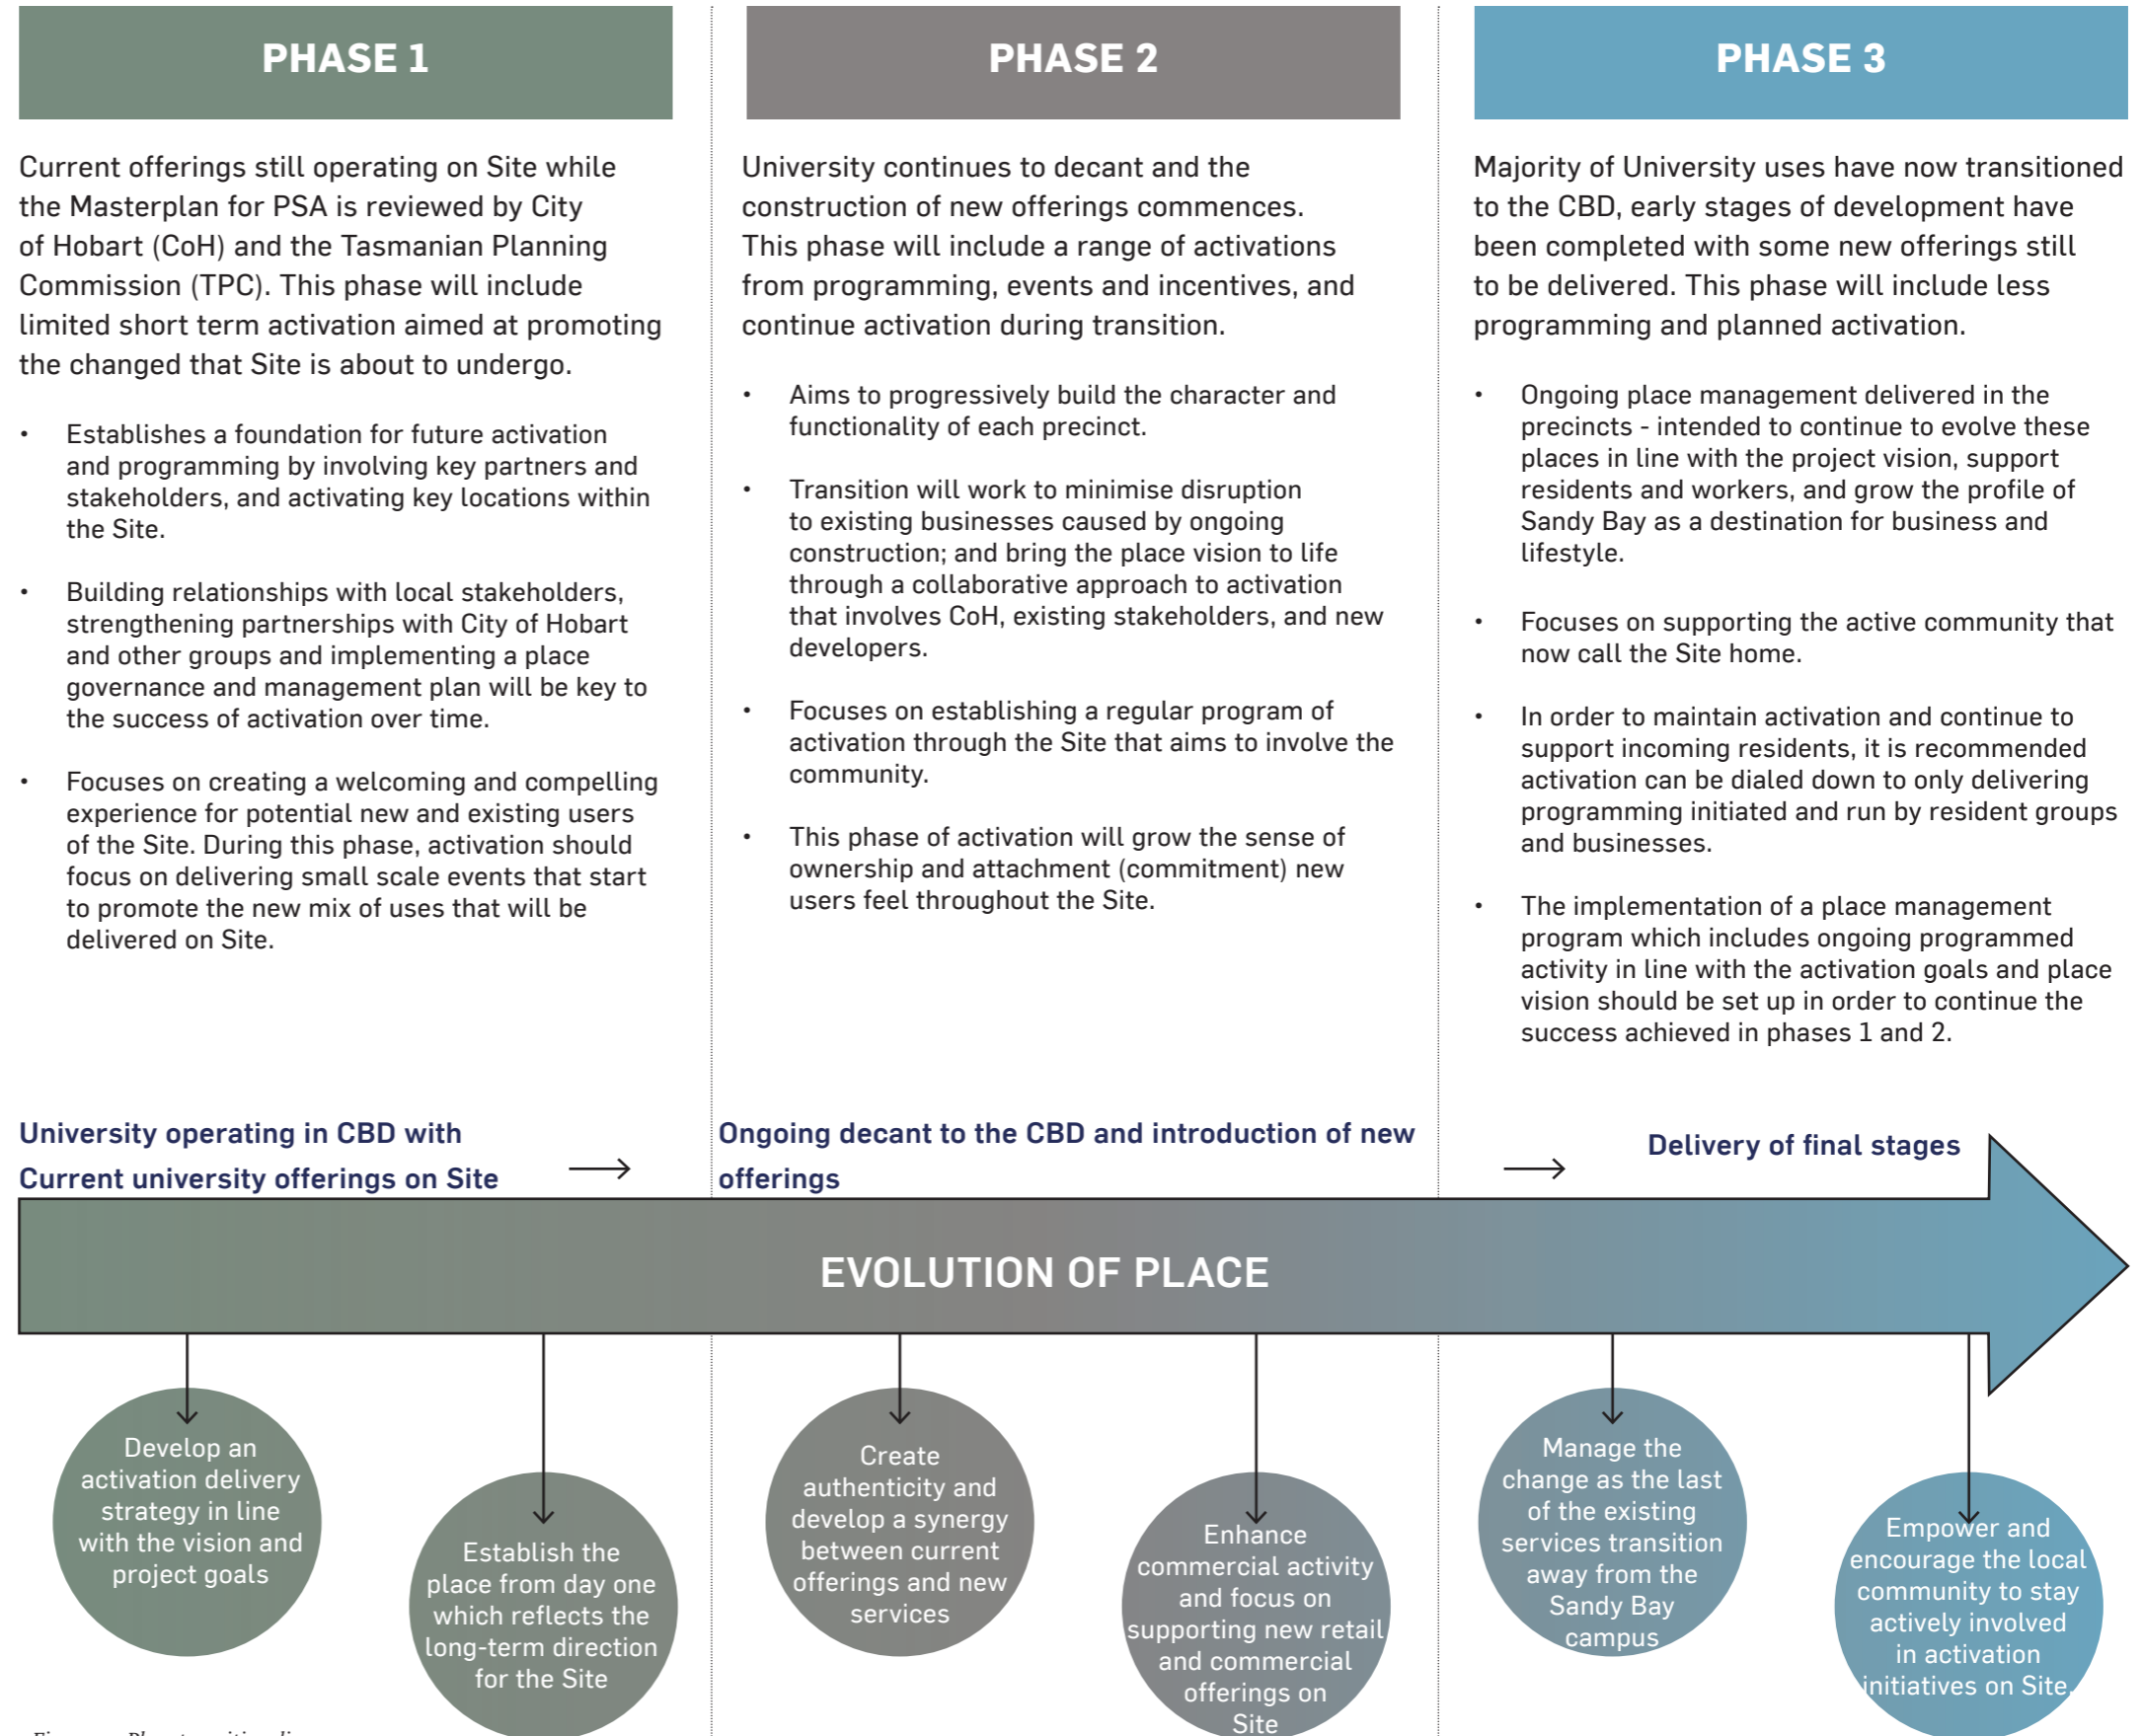 PHASE 1
Current offerings still operating on Site while
the Masterplan for PSA is reviewed by City
of Hobart (CoH) and the Tasmanian Planning
Commission (TPC). This phase will include
limited short term activation aimed at promoting
the changed that Site is about to undergo.
• Establishes a foundation for future activation
and programming by involving key partners and
stakeholders, and activating key locations within
the Site.
• Building relationships with local stakeholders,
strengthening partnerships with City of Hobart
and other groups and implementing a place
governance and management plan will be key to
the success of activation over time.
• Focuses on creating a welcoming and compelling
experience for potential new and existing users
of the Site. During this phase, activation should
focus on delivering small scale events that start
to promote the new mix of uses that will be
delivered on Site.
PHASE 2
University continues to decant and the
construction of new offerings commences.
This phase will include a range of activations
from programming, events and incentives, and
continue activation during transition.
• Aims to progressively build the character and
functionality of each precinct.
• Transition will work to minimise disruption
to existing businesses caused by ongoing
construction; and bring the place vision to life
through a collaborative approach to activation
that involves CoH, existing stakeholders, and new
developers.
• Focuses on establishing a regular program of
activation through the Site that aims to involve the
community.
• This phase of activation will grow the sense of
ownership and attachment (commitment) new
users feel throughout the Site.
PHASE 3
Majority of University uses have now transitioned
to the CBD, early stages of development have
been completed with some new offerings still
to be delivered. This phase will include less
programming and planned activation.
• Ongoing place management delivered in the
precincts - intended to continue to evolve these
places in line with the project vision, support
residents and workers, and grow the profile of
Sandy Bay as a destination for business and
lifestyle.
• Focuses on supporting the active community that
now call the Site home.
• In order to maintain activation and continue to
support incoming residents, it is recommended
activation can be dialed down to only delivering
programming initiated and run by resident groups
and businesses.
• The implementation of a place management
program which includes ongoing programmed
activity in line with the activation goals and place
vision should be set up in order to continue the
success achieved in phases 1 and 2.
University operating in CBD with
Current university offerings on Site
Ongoing decant to the CBD and introduction of new
offerings
Delivery of final stages
EVOLUTION OF PLACE
Develop an
activation delivery
strategy in line
with the vision and
project goals
Establish the
place from day one
which reflects the
long-term direction
for the Site
Create
authenticity and
develop a synergy
between current
offerings and new
services
Enhance
commercial activity
and focus on
supporting new retail
and commercial
offerings on
Site
Manage the
change as the last
of the existing
services transition
away from the
Sandy Bay
campus
Empower and
encourage the local
community to stay
actively involved
in activation
initiatives on Site.